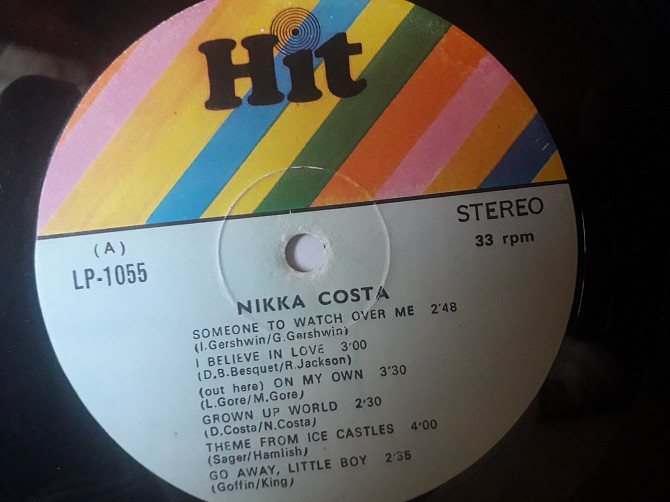 Hit
STEREO
33 rpm
(A)
LP-1055
NIKKA COSTA
SOMEONE TO WATCH OVER ME 2'48
(I.Gershwin/G.Gershwin)
I BELIEVE IN LOVE 3'00
(D.B.Besquet/R.Jackson)
(out here) ON MY OWN 3'30
(L.Gore/M.Gore)
GROWN UP WORLD 2'30
(D.Costa/N.Costa)
THEME FROM ICE CASTLES 4'00
(Sager/Hamlish)
GO AWAY, LITTLE BOY 2'35
(Goffin/King)